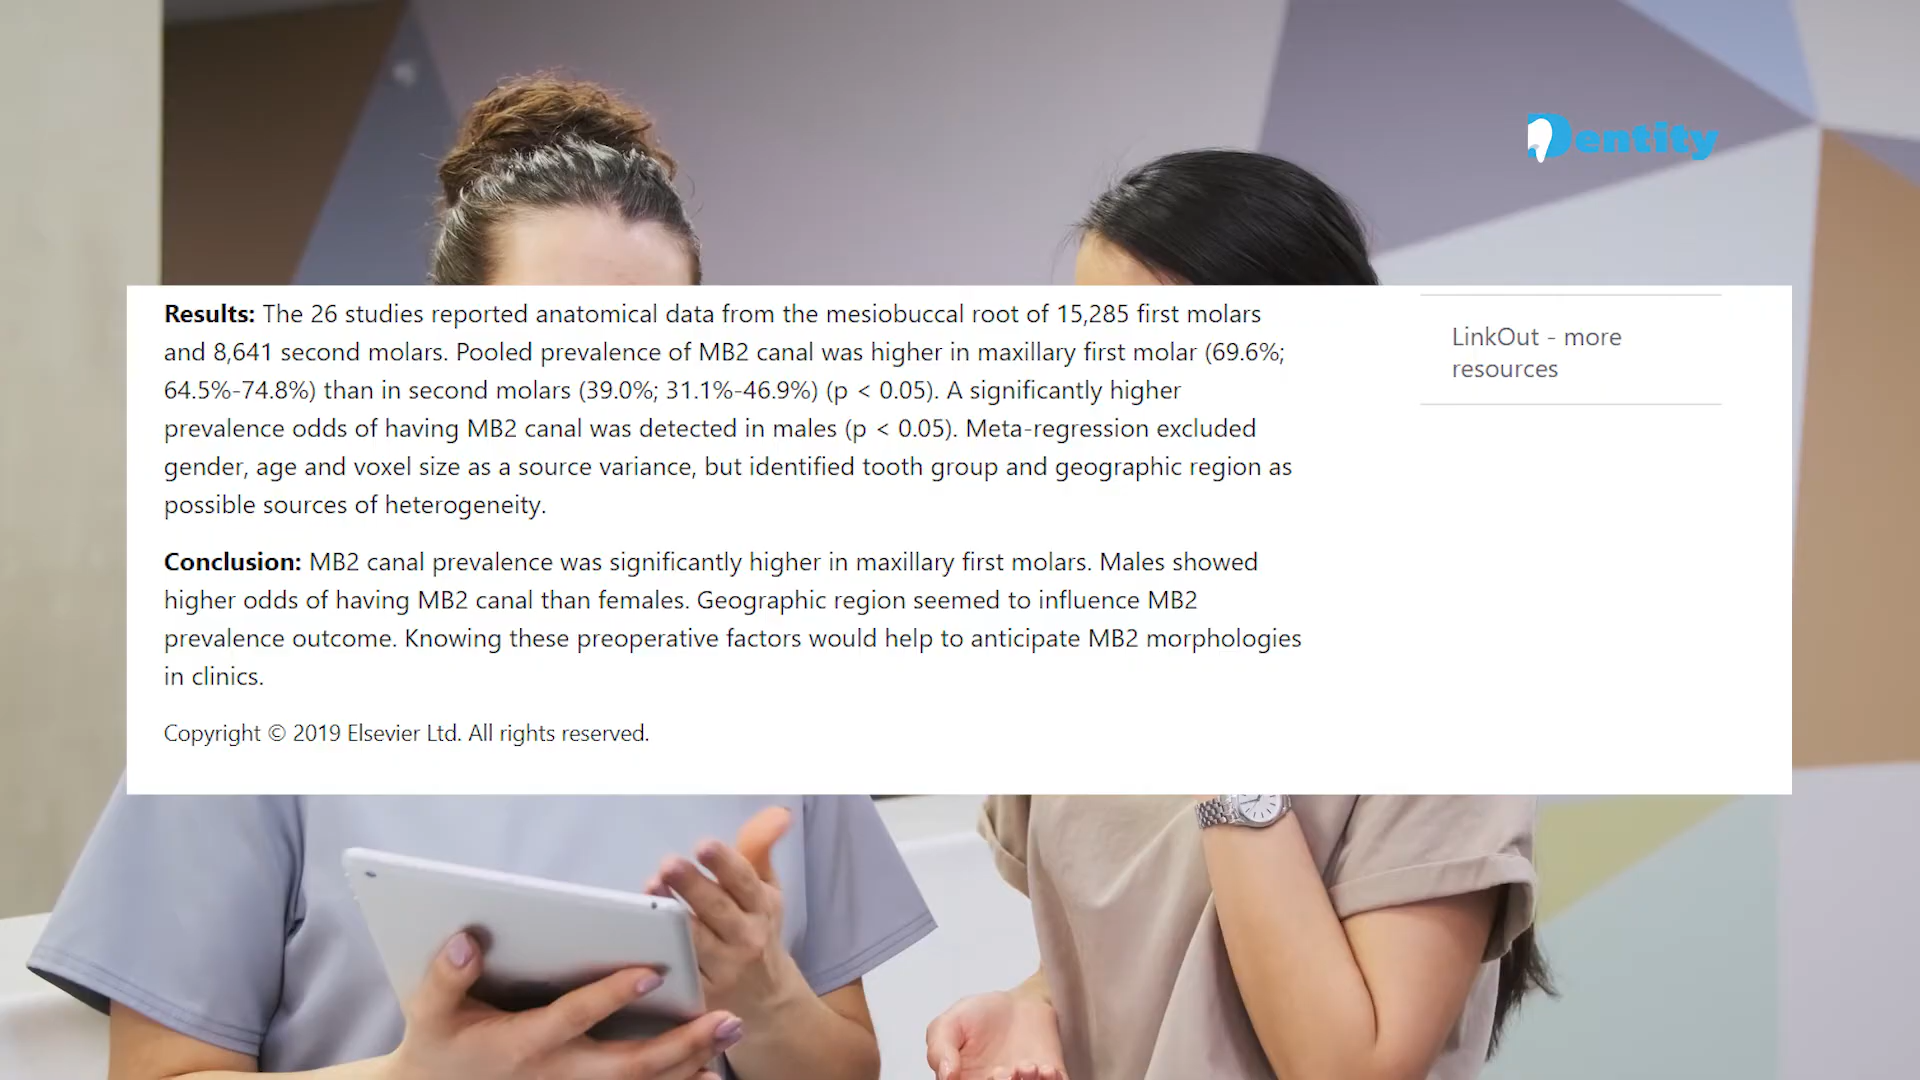 Dentity
Results: The 26 studies reported anatomical data from the mesiobuccal root of 15,285 first molars
and 8,641 second molars. Pooled prevalence of MB2 canal was higher in maxillary first molar (69.6%;
64.5%-74.8%) than in second molars (39.0%; 31.1%-46.9%) (p < 0.05). A significantly higher
prevalence odds of having MB2 canal was detected in males (p < 0.05). Meta-regression excluded
gender, age and voxel size as a source variance, but identified tooth group and geographic region as
possible sources of heterogeneity.
Conclusion: MB2 canal prevalence was significantly higher in maxillary first molars. Males showed
higher odds of having MB2 canal than females. Geographic region seemed to influence MB2
prevalence outcome. Knowing these preoperative factors would help to anticipate MB2 morphologies
in clinics.
Copyright © 2019 Elsevier Ltd. All rights reserved.
LinkOut - more
resources